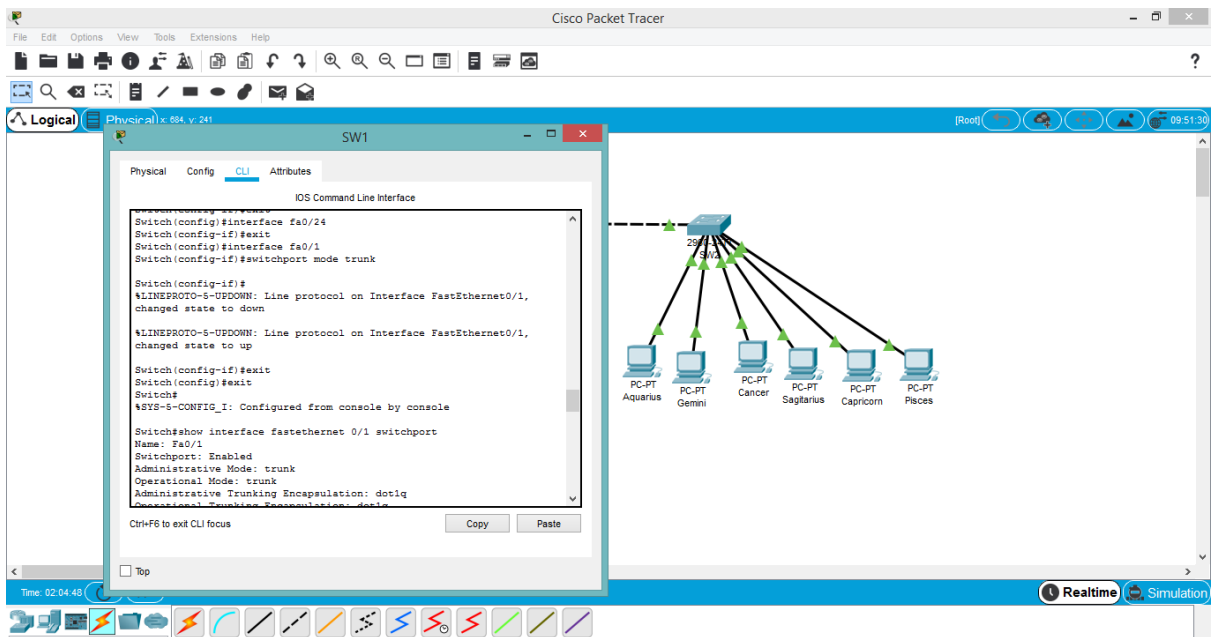 Cisco Packet Tracer
File Edit Options View Tools Extensions Help
?
Logical
Physical x: 684, y: 241
[Root]
09:51:30
SW1
Physical Config CLI Attributes
IOS Command Line Interface
Switch(config)#interface fa0/24
Switch(config-if)#exit
Switch(config)#interface fa0/1
Switch(config-if)#switchport mode trunk
Switch(config-if)#
%LINEPROTO-5-UPDOWN: Line protocol on Interface FastEthernet0/1,
changed state to down
%LINEPROTO-5-UPDOWN: Line protocol on Interface FastEthernet0/1,
changed state to up
Switch(config-if)#exit
Switch(config)#exit
Switch#
%SYS-5-CONFIG_I: Configured from console by console
Switch#show interface fastethernet 0/1 switchport
Name: Fa0/1
Switchport: Enabled
Administrative Mode: trunk
Operational Mode: trunk
Administrative Trunking Encapsulation: dot1q
Operational Trunking Encapsulation: dot1q
Ctrl+F6 to exit CLI focus
Copy
Paste
Top
SW2
PC-PT
Aquarius
PC-PT
Gemini
PC-PT
Cancer
PC-PT
Sagitarius
PC-PT
Capricorn
PC-PT
Pisces
Time: 02:04:48
Realtime
Simulation